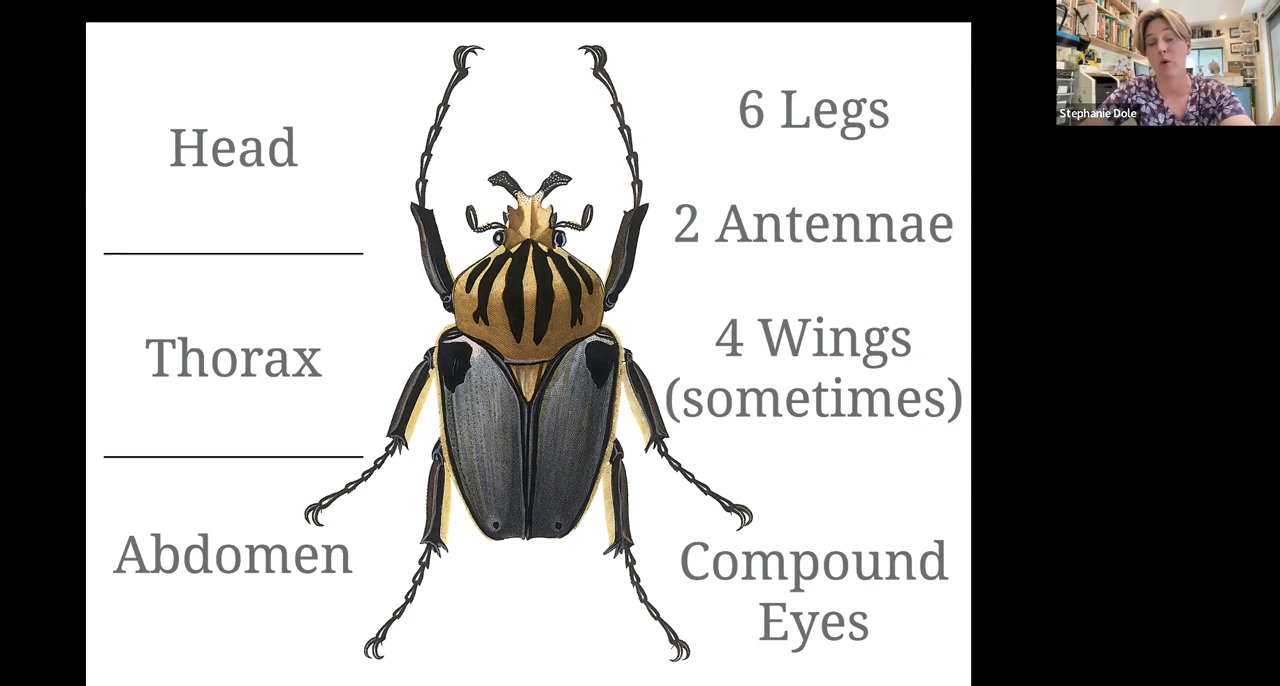 Head
Thorax
Abdomen
6 Legs
2 Antennae
4 Wings
(sometimes)
Compound
Eyes
Stephanie Dole